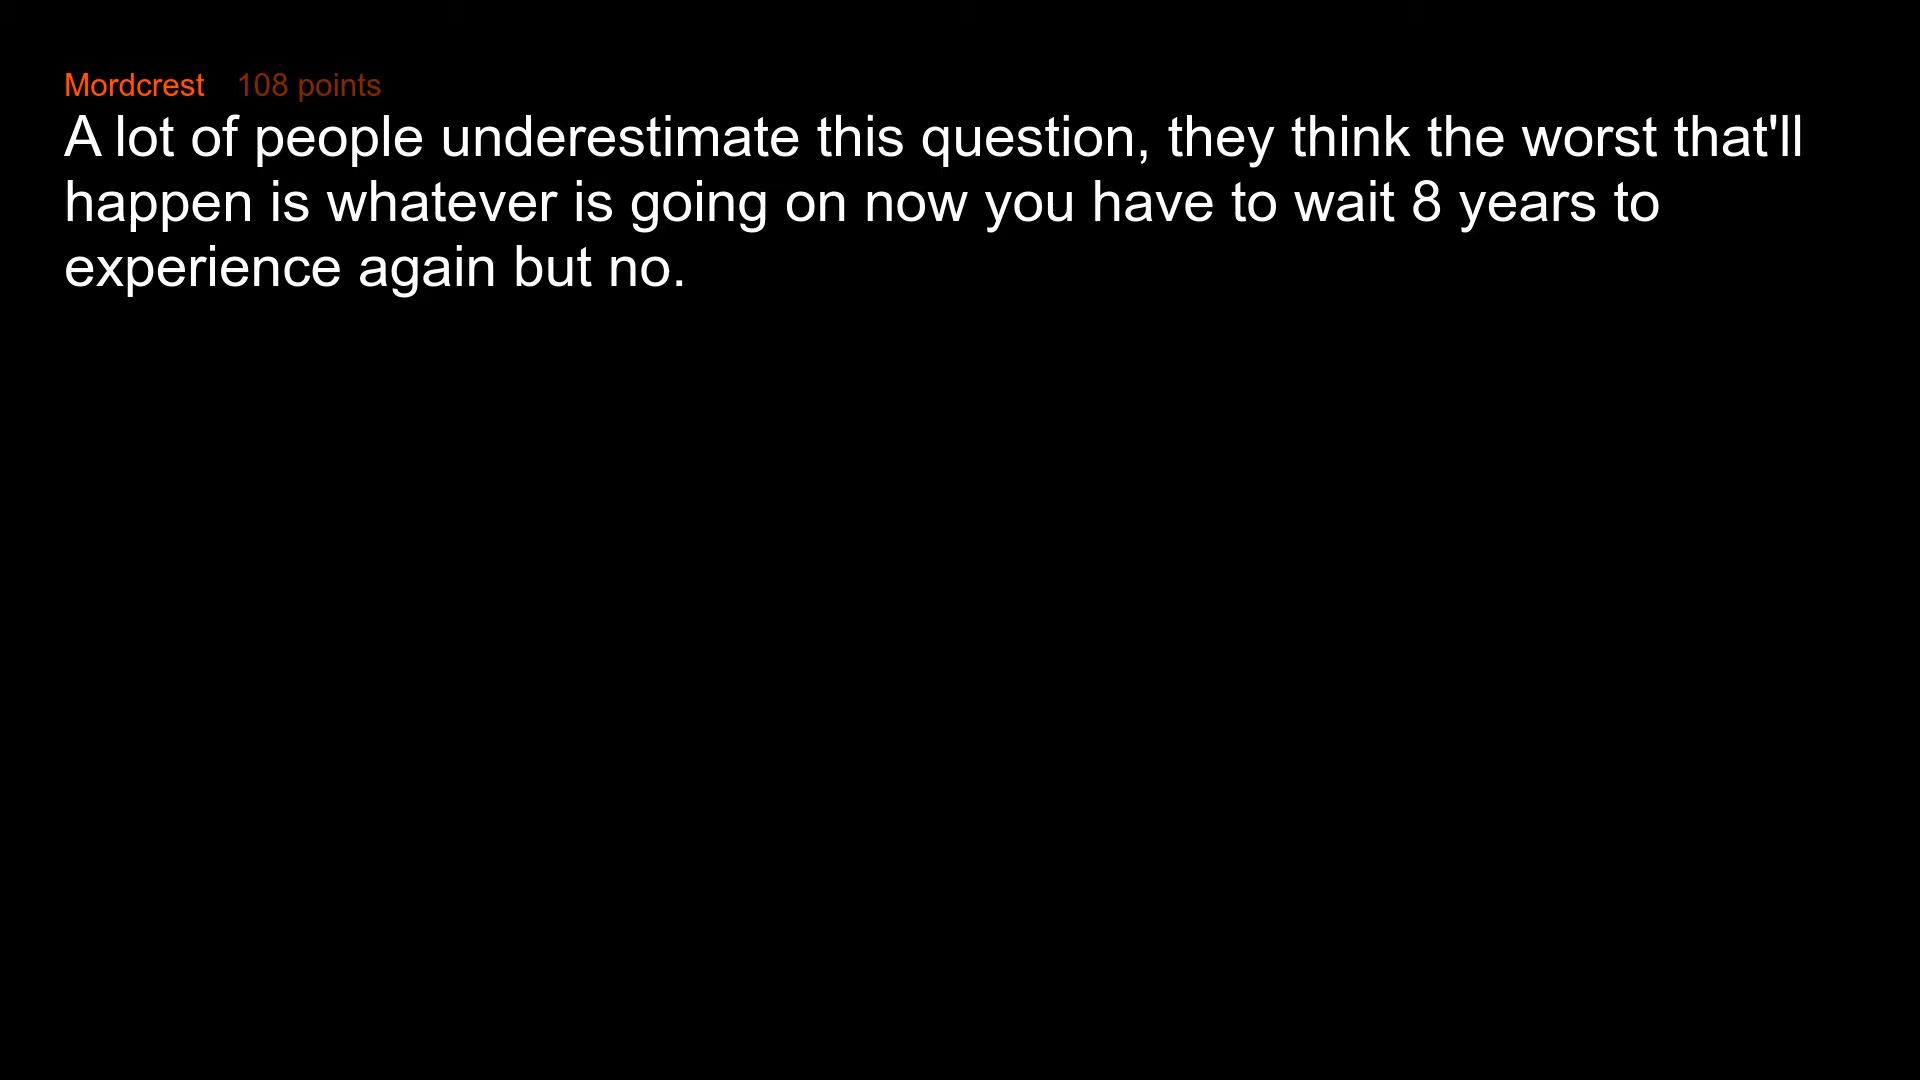 Mordcrest 108 points
A lot of people underestimate this question, they think the worst that'll
happen is whatever is going on now you have to wait 8 years to
experience again but no.